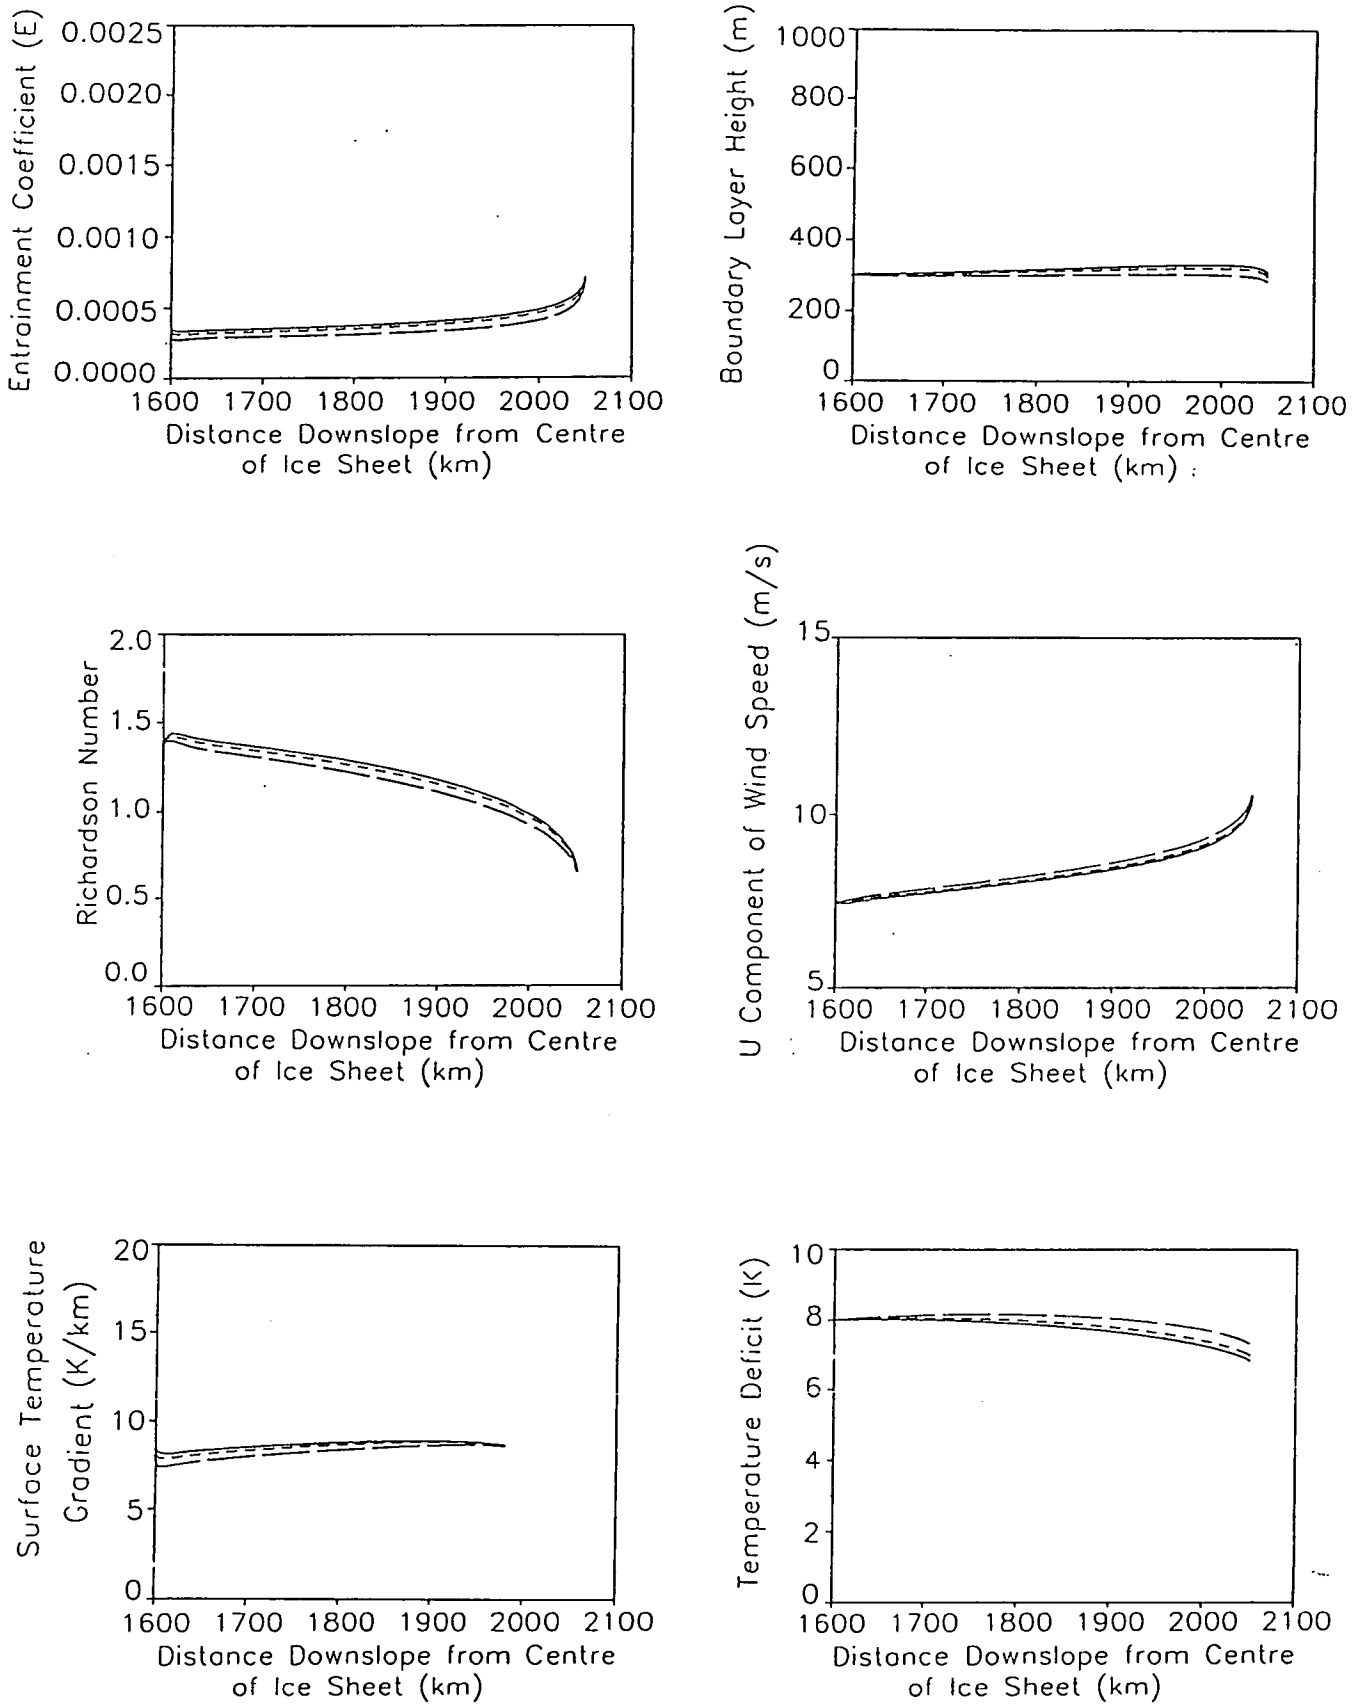 Entrainment Coefficient (E)
0.0025
0.0020
0.0015
0.0010
0.0005
0.0000
1600 1700 1800 1900 2000 2100
Distance Downslope from Centre
of Ice Sheet (km)
Boundary Layer Height (m)
1000
800
600
400
200
0
1600 1700 1800 1900 2000 2100
Distance Downslope from Centre
of Ice Sheet (km)
Richardson Number
2.0
1.5
1.0
0.5
0.0
1600 1700 1800 1900 2000 2100
Distance Downslope from Centre
of Ice Sheet (km)
U Component of Wind Speed (m/s)
15
10
5
1600 1700 1800 1900 2000 2100
Distance Downslope from Centre
of Ice Sheet (km)
Surface Temperature
Gradient (K/km)
20
15
10
5
0
1600 1700 1800 1900 2000 2100
Distance Downslope from Centre
of Ice Sheet (km)
Temperature Deficit (K)
10
8
6
4
2
0
1600 1700 1800 1900 2000 2100
Distance Downslope from Centre
of Ice Sheet (km)